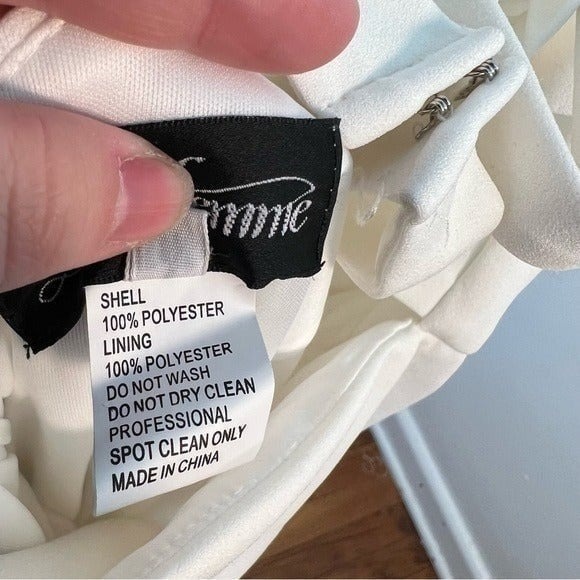 SHELL
100% POLYESTER
LINING
100% POLYESTER
DO NOT WASH
DO NOT DRY CLEAN
PROFESSIONAL
SPOT CLEAN ONLY
MADE IN CHINA